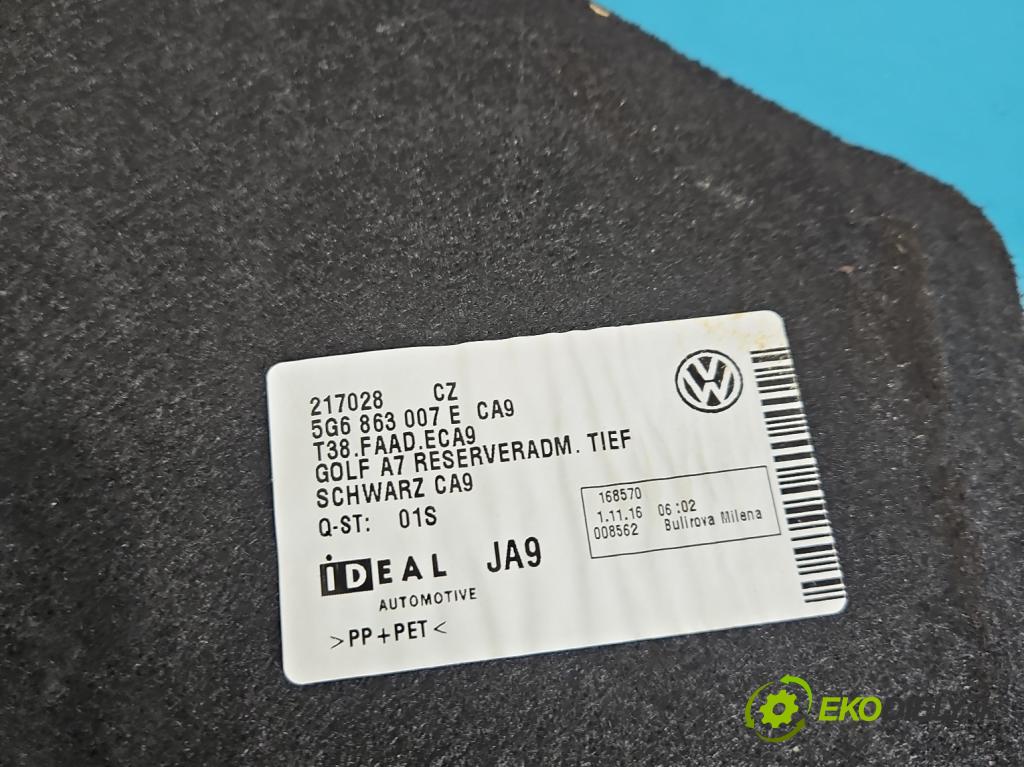 217028 CZ
5G6 863 007 E CA9
T38.FAAD.ECA9
GOLF A7 RESERVERADM. TIEF
SCHWARZ CA9
Q-ST: 01S
iDEAL JA9
AUTOMOTIVE
>PP+PET<
168570
1.11.16 06:02
008562 Bulirova Milena
EKO